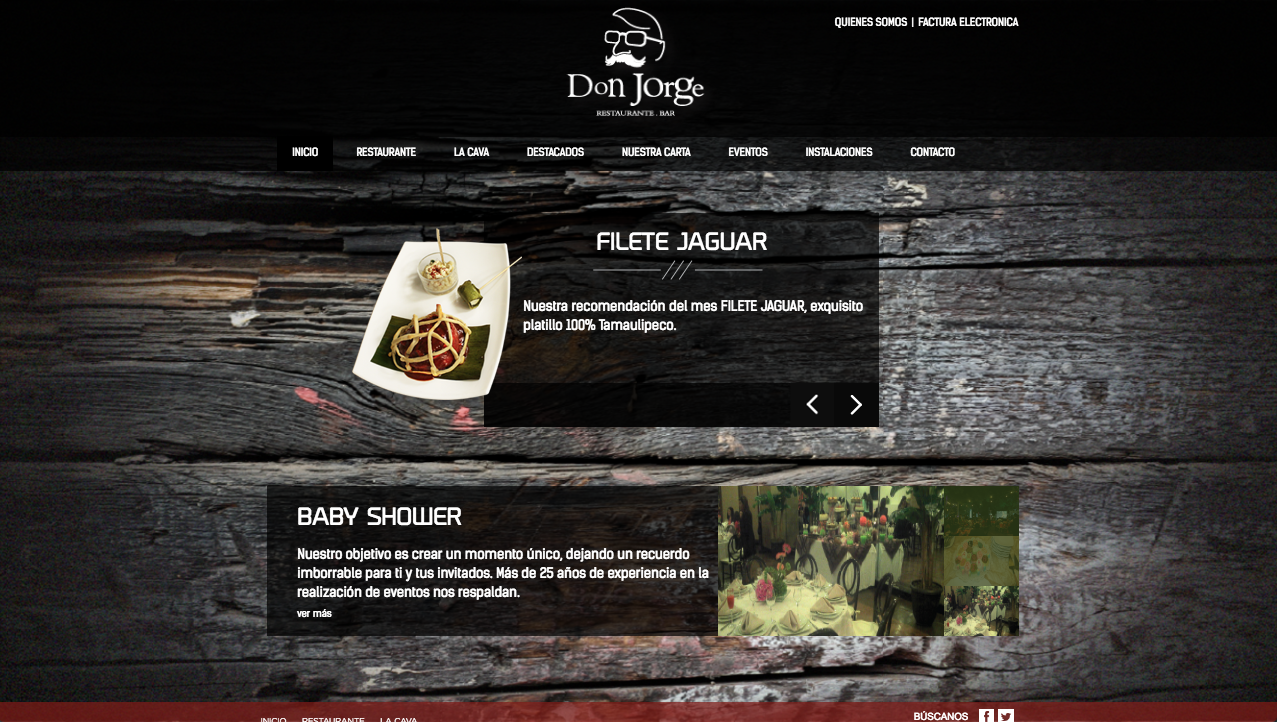 QUIENES SOMOS | FACTURA ELECTRONICA
Don Jorge
RESTAURANTE . BAR
INICIO RESTAURANTE LA CAVA DESTACADOS NUESTRA CARTA EVENTOS INSTALACIONES CONTACTO
FILETE JAGUAR
Nuestra recomendación del mes FILETE JAGUAR, exquisito
platillo 100% Tamaulipeco.
BABY SHOWER
Nuestro objetivo es crear un momento único, dejando un recuerdo
imborrable para ti y tus invitados. Más de 25 años de experiencia en la
realización de eventos nos respaldan.
ver más
INICIO RESTAURANTE LA CAVA
BÚSCANOS